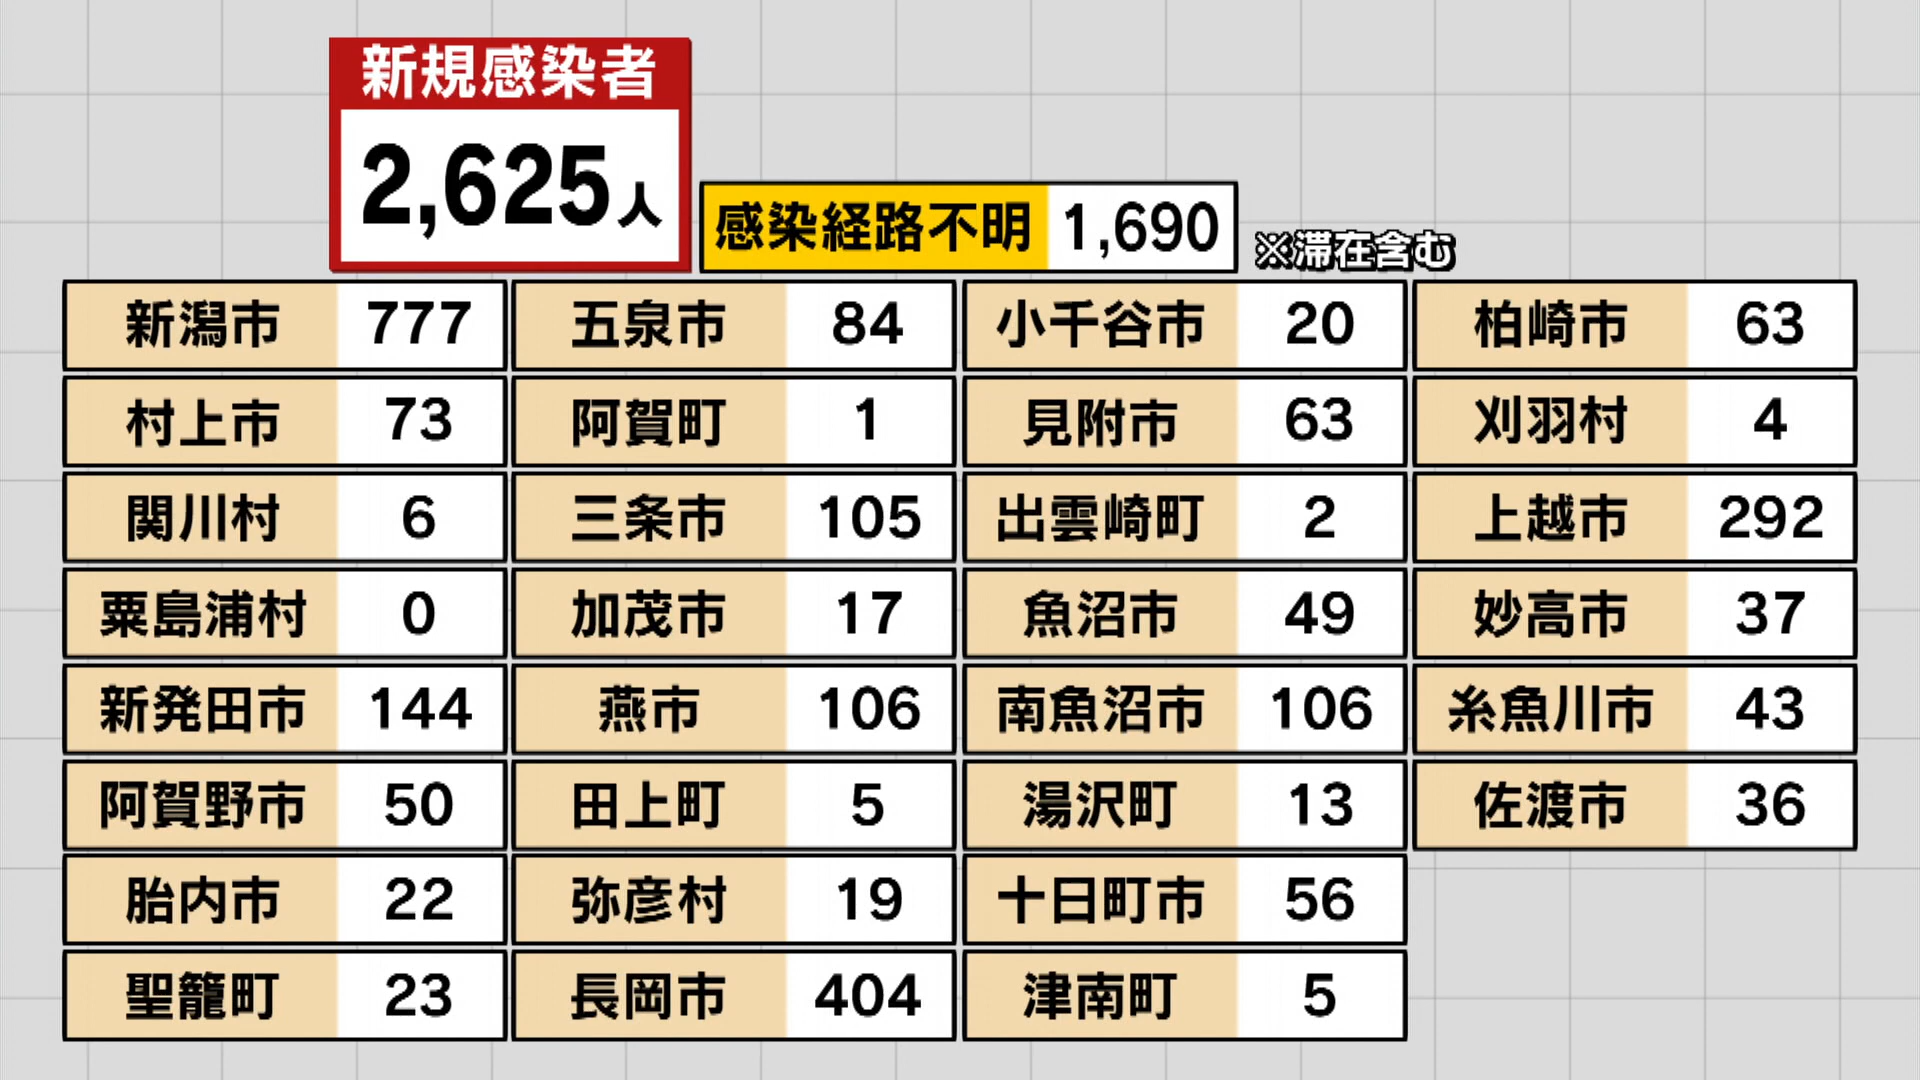 新規感染者
2,625人
感染経路不明 1,690
※滞在含む
新潟市 777 五泉市 84 小千谷市 20 柏崎市 63
村上市 73 阿賀町 1 見附市 63 刈羽村 4
関川村 6 三条市 105 出雲崎町 2 上越市 292
粟島浦村 0 加茂市 17 魚沼市 49 妙高市 37
新発田市 144 燕市 106 南魚沼市 106 糸魚川市 43
阿賀野市 50 田上町 5 湯沢町 13 佐渡市 36
胎内市 22 弥彦村 19 十日町市 56
聖籠町 23 長岡市 404 津南町 5